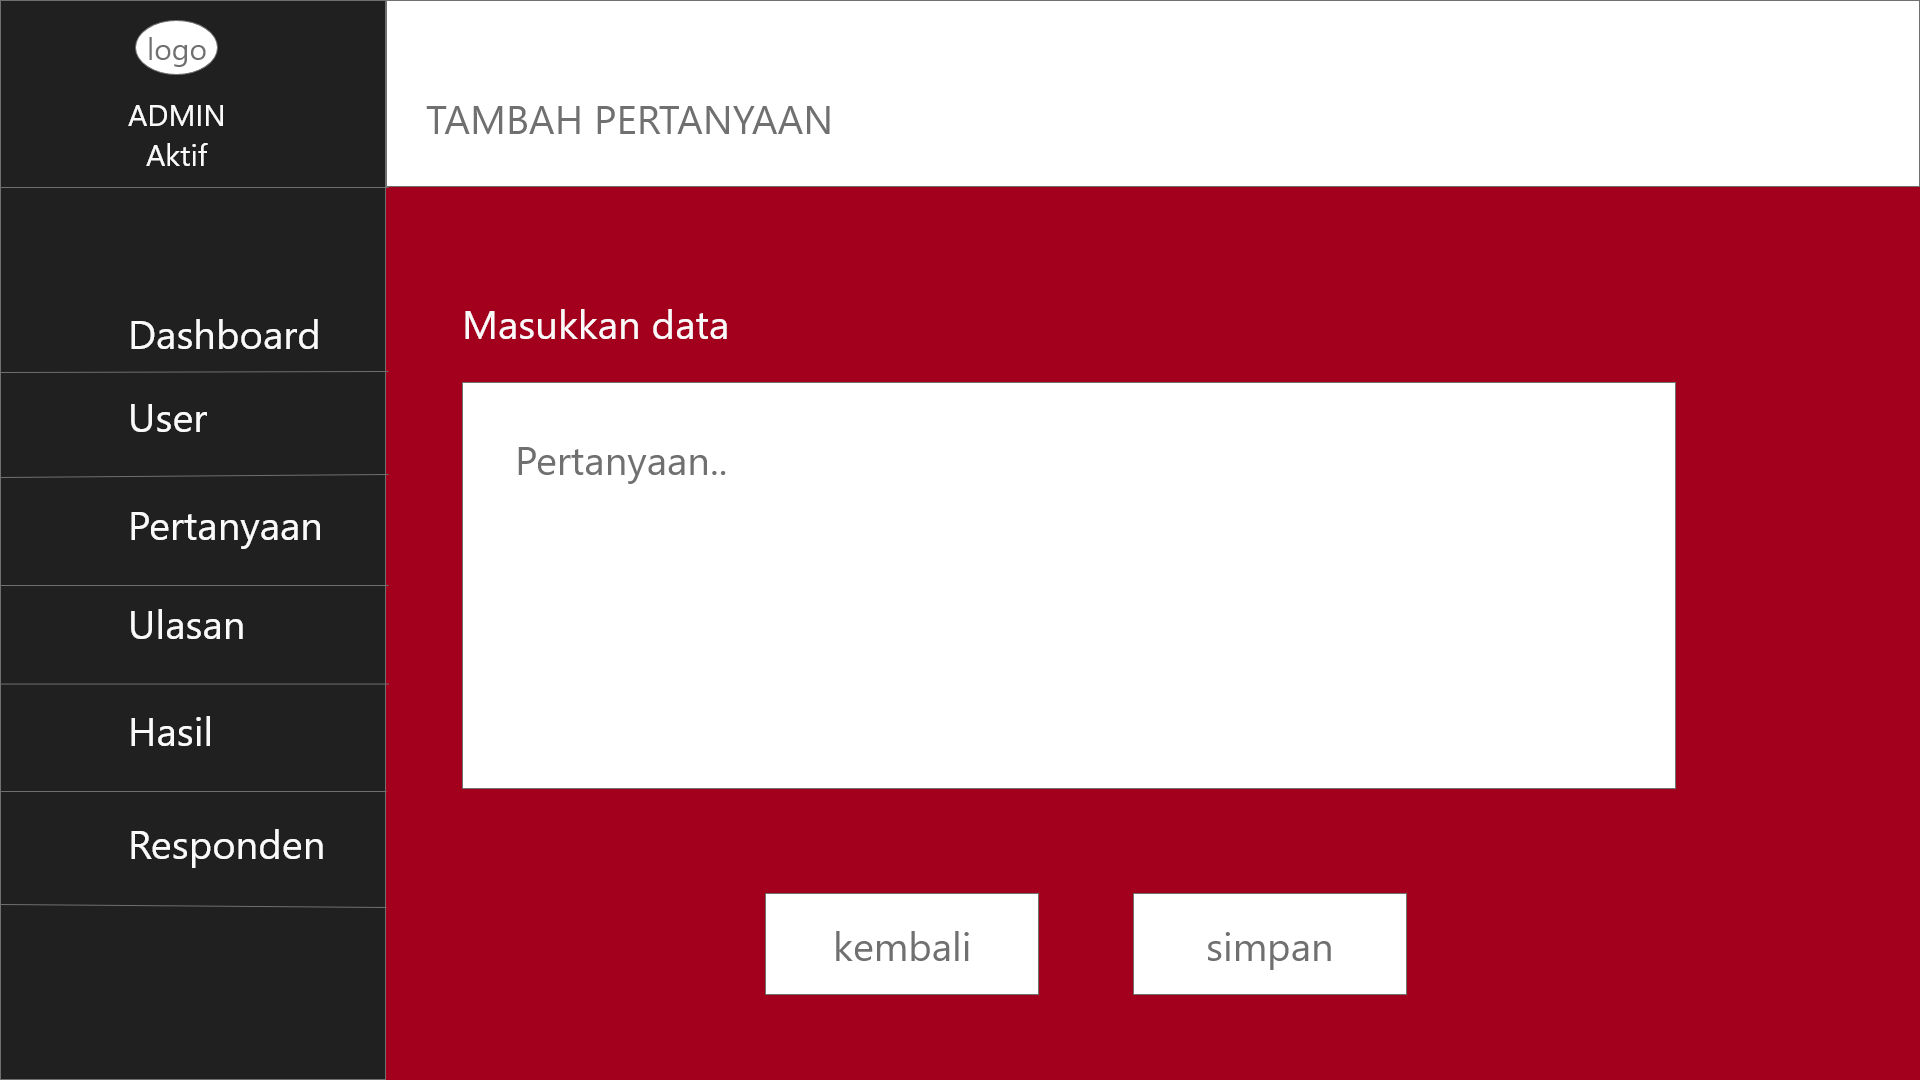 logo
ADMIN
Aktif
Dashboard
User
Pertanyaan
Ulasan
Hasil
Responden
TAMBAH PERTANYAAN
Masukkan data
Pertanyaan..
kembali
simpan